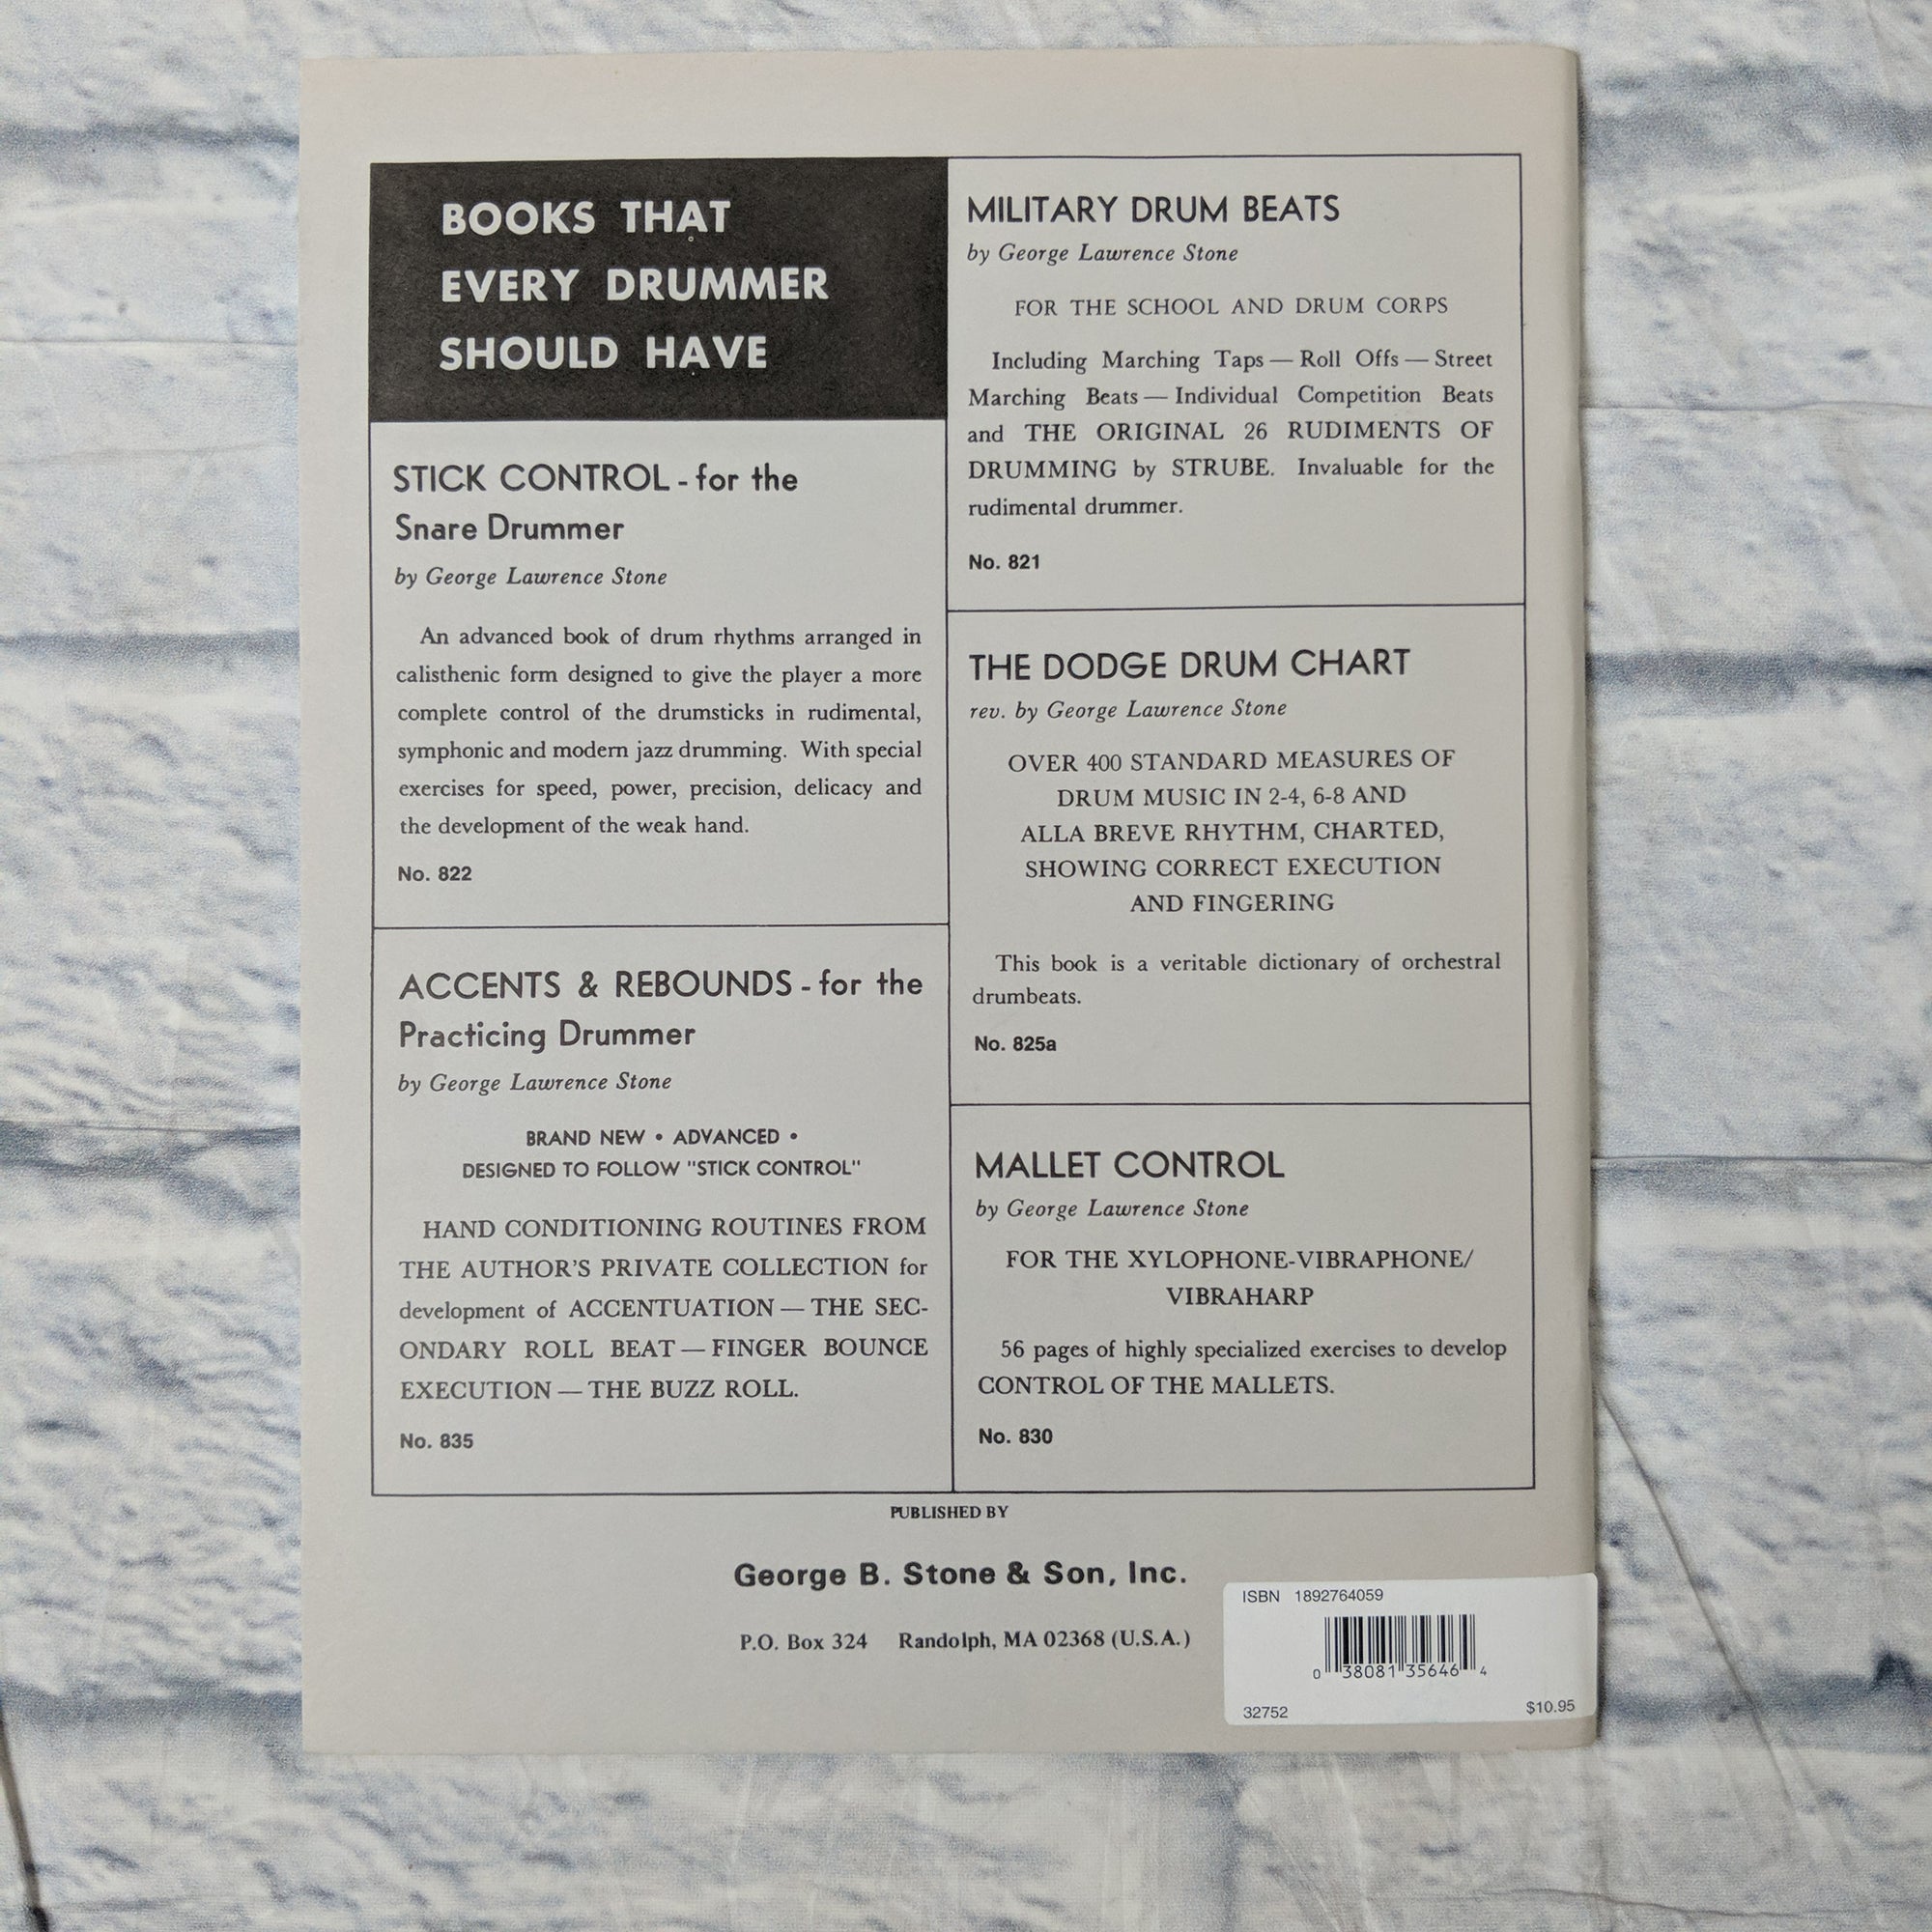 BOOKS THAT
EVERY DRUMMER
SHOULD HAVE
STICK CONTROL - for the
Snare Drummer
by George Lawrence Stone
An advanced book of drum rhythms arranged in
calisthenic form designed to give the player a more
complete control of the drumsticks in rudimental,
symphonic and modern jazz drumming. With special
exercises for speed, power, precision, delicacy and
the development of the weak hand.
No. 822
ACCENTS & REBOUNDS - for the
Practicing Drummer
by George Lawrence Stone
BRAND NEW • ADVANCED •
DESIGNED TO FOLLOW "STICK CONTROL"
HAND CONDITIONING ROUTINES FROM
THE AUTHOR'S PRIVATE COLLECTION for
development of ACCENTUATION — THE SEC-
ONDARY ROLL BEAT — FINGER BOUNCE
EXECUTION — THE BUZZ ROLL.
No. 835
MILITARY DRUM BEATS
by George Lawrence Stone
FOR THE SCHOOL AND DRUM CORPS
Including Marching Taps — Roll Offs — Street
Marching Beats — Individual Competition Beats
and THE ORIGINAL 26 RUDIMENTS OF
DRUMMING by STRUBE. Invaluable for the
rudimental drummer.
No. 821
THE DODGE DRUM CHART
rev. by George Lawrence Stone
OVER 400 STANDARD MEASURES OF
DRUM MUSIC IN 2-4, 6-8 AND
ALLA BREVE RHYTHM, CHARTED,
SHOWING CORRECT EXECUTION
AND FINGERING
This book is a veritable dictionary of orchestral
drumbeats.
No. 825a
MALLET CONTROL
by George Lawrence Stone
FOR THE XYLOPHONE-VIBRAPHONE/
VIBRAHARP
56 pages of highly specialized exercises to develop
CONTROL OF THE MALLETS.
No. 830
PUBLISHED BY
George B. Stone & Son, Inc.
P.O. Box 324 Randolph, MA 02368 (U.S.A.)
ISBN 1892764059
0 38081 35646 4
32752 $10.95